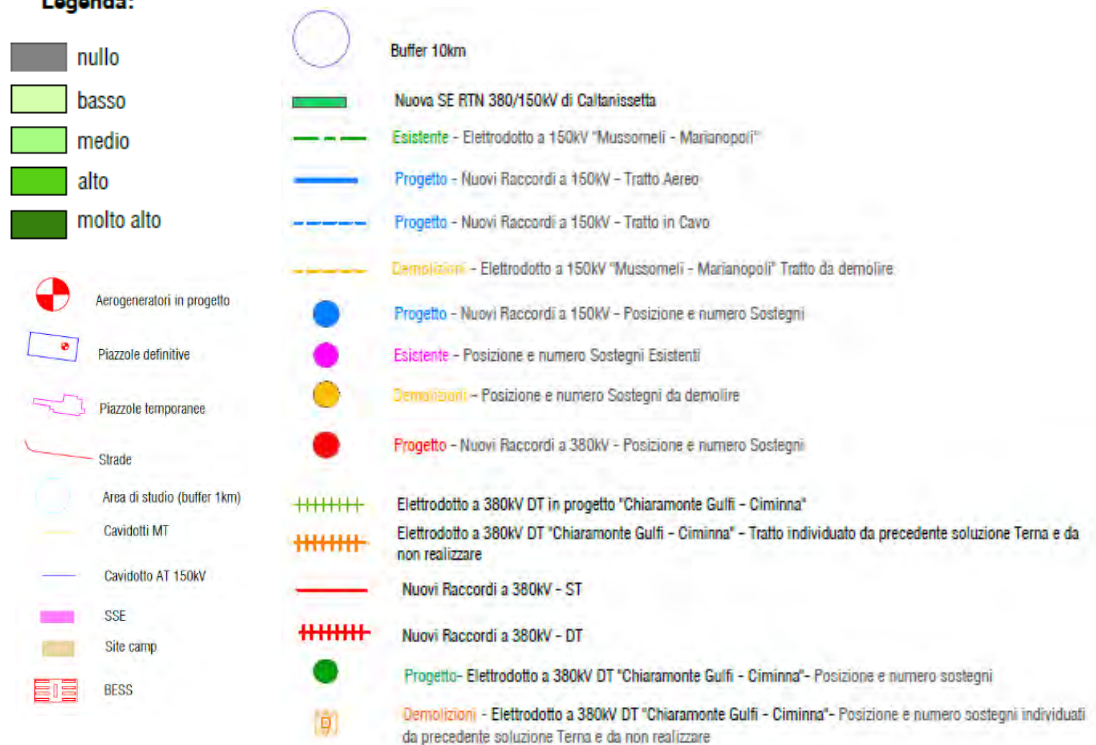 Legenda:
nullo
basso
medio
alto
molto alto
Aerogeneratori in progetto
Piazzole definitive
Piazzole temporanee
Strade
Area di studio (buffer 1km)
Cavidotti MT
Cavidotto AT 150kV
SSE
Site camp
BESS
Buffer 10km
Nuova SE RTN 380/150kV di Caltanissetta
Esistente - Elettrodotto a 150kV "Mussomeli - Marianopoli"
Progetto - Nuovi Raccordi a 150kV - Tratto Aereo
Progetto - Nuovi Raccordi a 150kV - Tratto in Cavo
Demolizioni - Elettrodotto a 150kV "Mussomeli - Marianopoli" Tratto da demolire
Progetto - Nuovi Raccordi a 150kV - Posizione e numero Sostegni
Esistente - Posizione e numero Sostegni Esistenti
Demolizioni - Posizione e numero Sostegni da demolire
Progetto - Nuovi Raccordi a 380kV - Posizione e numero Sostegni
Elettrodotto a 380kV DT in progetto "Chiaramonte Gulfi - Ciminna"
Elettrodotto a 380kV DT "Chiaramonte Gulfi - Ciminna" - Tratto individuato da precedente soluzione Terna e da
non realizzare
Nuovi Raccordi a 380kV - ST
Nuovi Raccordi a 380kV - DT
Progetto- Elettrodotto a 380kV DT "Chiaramonte Gulfi - Ciminna"- Posizione e numero sostegni
Demolizioni - Elettrodotto a 380kV DT "Chiaramonte Gulfi - Ciminna"- Posizione e numero sostegni individuati
da precedente soluzione Terna e da non realizzare